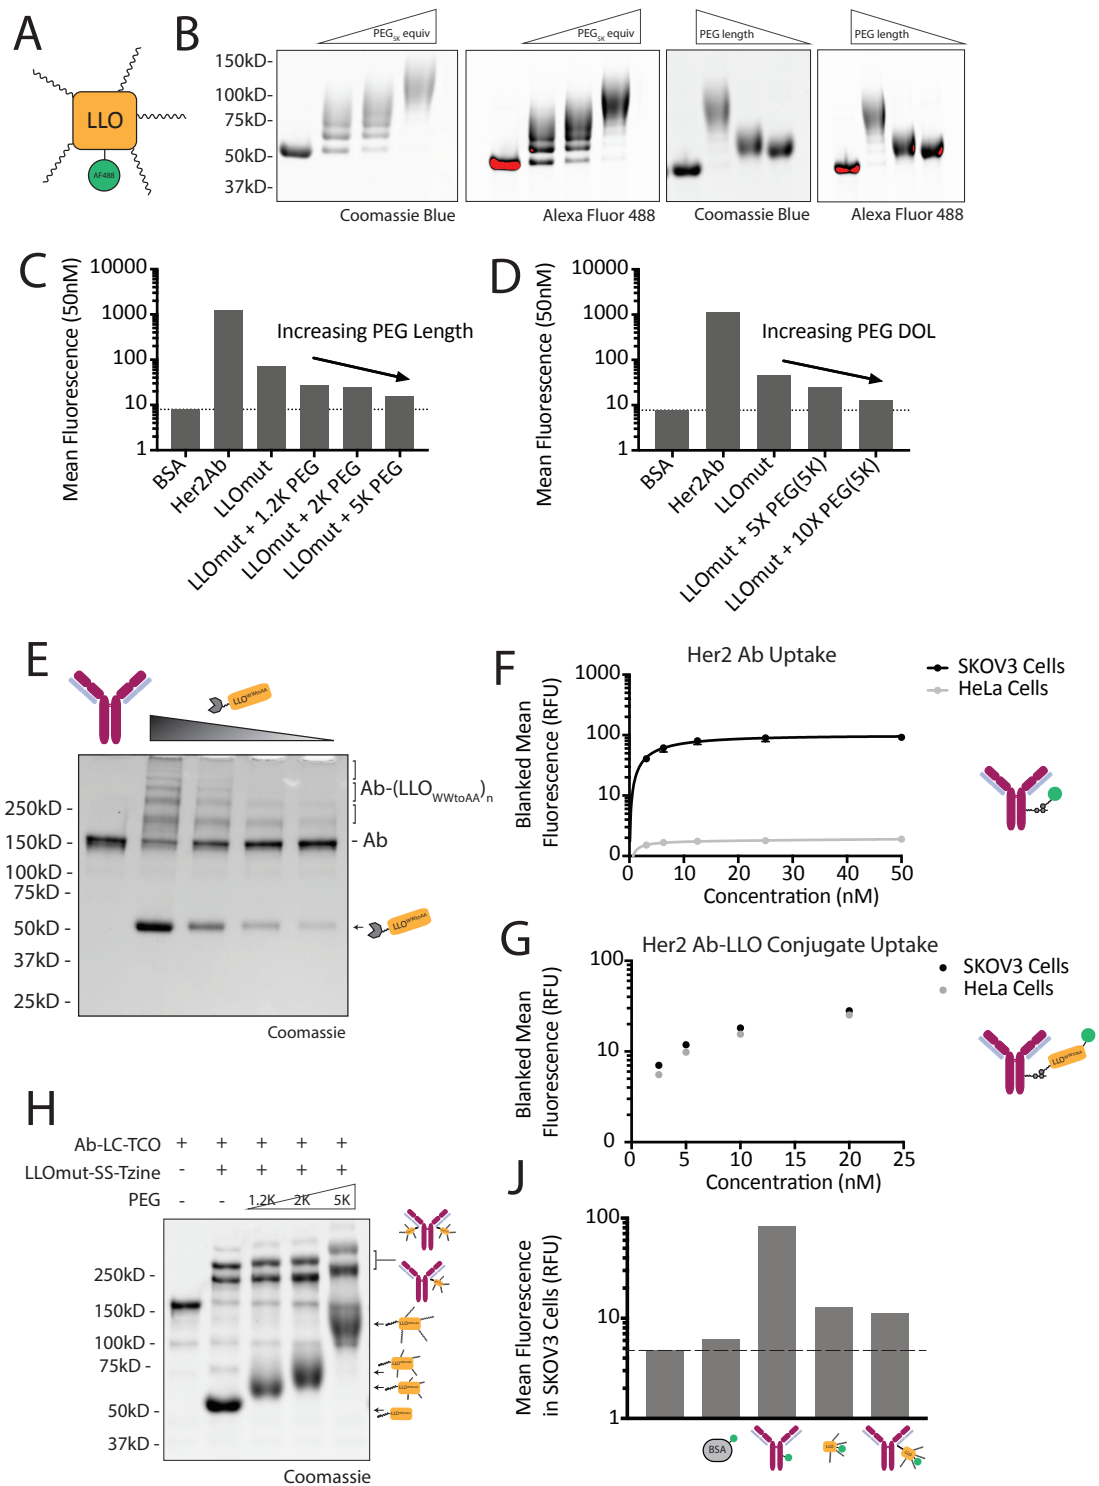 A
LLO
AF488
B
PEG5K equiv
PEG5K equiv
PEG length
PEG length
150kD-
100kD-
75kD-
50kD-
37kD-
Coomassie Blue
Alexa Fluor 488
Coomassie Blue
Alexa Fluor 488
C
Mean Fluorescence (50nM)
10000
1000
100
10
1
Increasing PEG Length
BSA
Her2Ab
LLOmut
LLOmut + 1.2K PEG
LLOmut + 2K PEG
LLOmut + 5K PEG
D
Mean Fluorescence (50nM)
10000
1000
100
10
1
Increasing PEG DOL
BSA
Her2Ab
LLOmut
LLOmut + 5X PEG(5K)
LLOmut + 10X PEG(5K)
E
LLOWWtoAA
250kD -
150kD -
100kD -
75kD -
50kD -
37kD -
25kD -
Ab-(LLOWWtoAA)n
- Ab
LLOWWtoAA
Coomassie
F
Her2 Ab Uptake
SKOV3 Cells
HeLa Cells
Blanked Mean
Fluorescence (RFU)
1000
100
10
0
0 10 20 30 40 50
Concentration (nM)
G
Her2 Ab-LLO Conjugate Uptake
SKOV3 Cells
HeLa Cells
Blanked Mean
Fluorescence (RFU)
100
10
0
0 5 10 15 20 25
Concentration (nM)
LLOWWtoAA
H
Ab-LC-TCO + + + + +
LLOmut-SS-Tzine - + + + +
PEG - - 1.2K 2K 5K
250kD -
150kD -
100kD -
75kD -
50kD -
37kD -
Coomassie
J
Mean Fluorescence
in SKOV3 Cells (RFU)
100
10
1
BSA